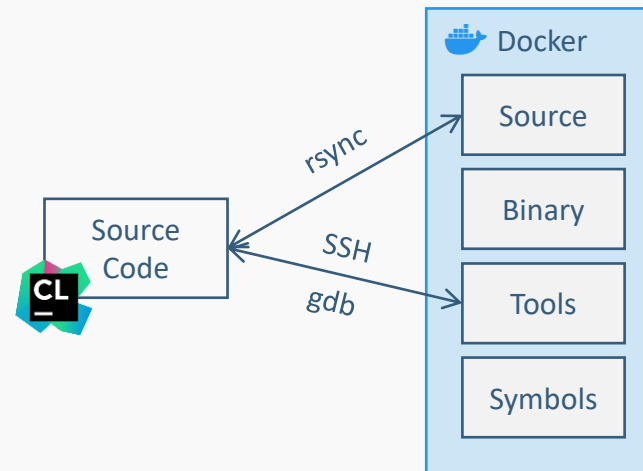 Docker
Source
rsync
Binary
Source
Code
CL
SSH
gdb
Tools
Symbols